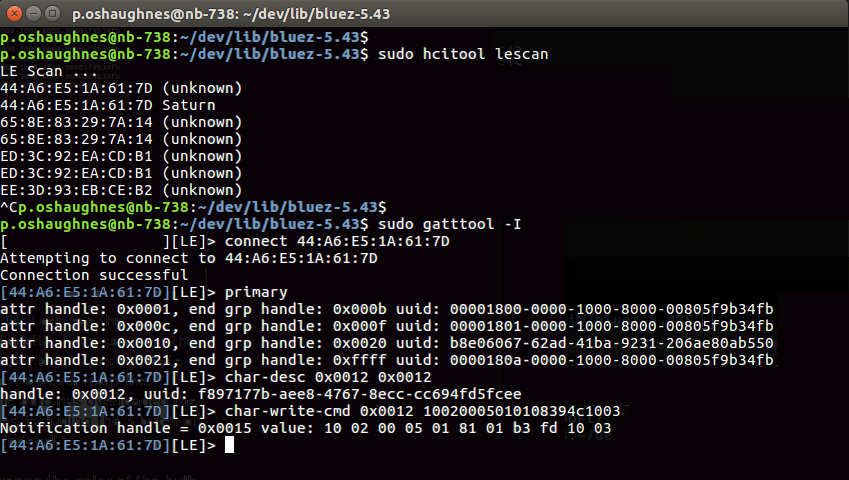 p.oshaughnes@nb-738: ~/dev/lib/bluez-5.43
p.oshaughnes@nb-738:~/dev/lib/bluez-5.43$
p.oshaughnes@nb-738:~/dev/lib/bluez-5.43$ sudo hcitool lescan
LE Scan ...
44:A6:E5:1A:61:7D (unknown)
44:A6:E5:1A:61:7D Saturn
65:8E:83:29:7A:14 (unknown)
65:8E:83:29:7A:14 (unknown)
ED:3C:92:EA:CD:B1 (unknown)
ED:3C:92:EA:CD:B1 (unknown)
EE:3D:93:EB:CE:B2 (unknown)
^Cp.oshaughnes@nb-738:~/dev/lib/bluez-5.43$
p.oshaughnes@nb-738:~/dev/lib/bluez-5.43$ sudo gatttool -I
[                 ][LE]> connect 44:A6:E5:1A:61:7D
Attempting to connect to 44:A6:E5:1A:61:7D
Connection successful
[44:A6:E5:1A:61:7D][LE]> primary
attr handle: 0x0001, end grp handle: 0x000b uuid: 00001800-0000-1000-8000-00805f9b34fb
attr handle: 0x000c, end grp handle: 0x000f uuid: 00001801-0000-1000-8000-00805f9b34fb
attr handle: 0x0010, end grp handle: 0x0020 uuid: b8e06067-62ad-41ba-9231-206ae80ab550
attr handle: 0x0021, end grp handle: 0xffff uuid: 0000180a-0000-1000-8000-00805f9b34fb
[44:A6:E5:1A:61:7D][LE]> char-desc 0x0012 0x0012
handle: 0x0012, uuid: f897177b-aee8-4767-8ecc-cc694fd5fcee
[44:A6:E5:1A:61:7D][LE]> char-write-cmd 0x0012 10020005010108394c1003
Notification handle = 0x0015 value: 10 02 00 05 01 81 01 b3 fd 10 03
[44:A6:E5:1A:61:7D][LE]>